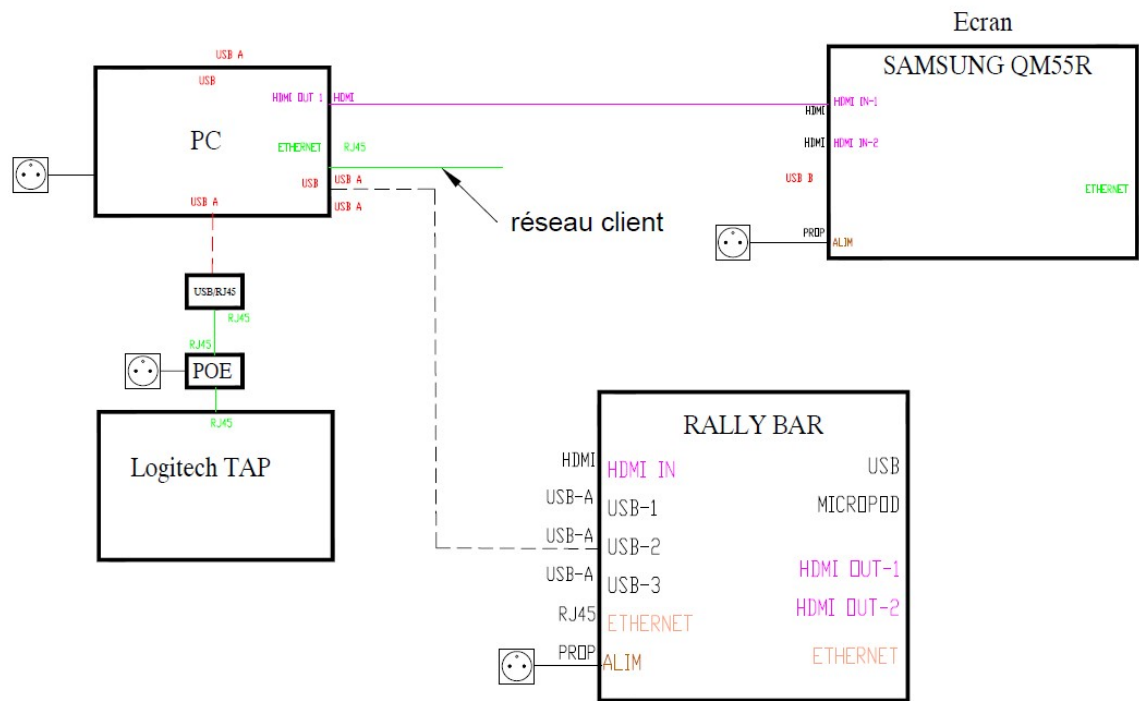 Ecran
SAMSUNG QM55R
HDMI
HDMI IN-1
HDMI
HDMI IN-2
USB B
ETHERNET
PROP
ALIM
USB A
USB
HDMI OUT 1
HDMI
PC
ETHERNET
RJ45
USB
USB A
USB A
USB A
réseau client
USB/RJ45
RJ45
RJ45
POE
RJ45
Logitech TAP
RALLY BAR
HDMI
HDMI IN
USB
USB-A
USB-1
MICROPOD
USB-A
USB-2
HDMI OUT-1
USB-A
USB-3
HDMI OUT-2
RJ45
ETHERNET
ETHERNET
PROP
ALIM